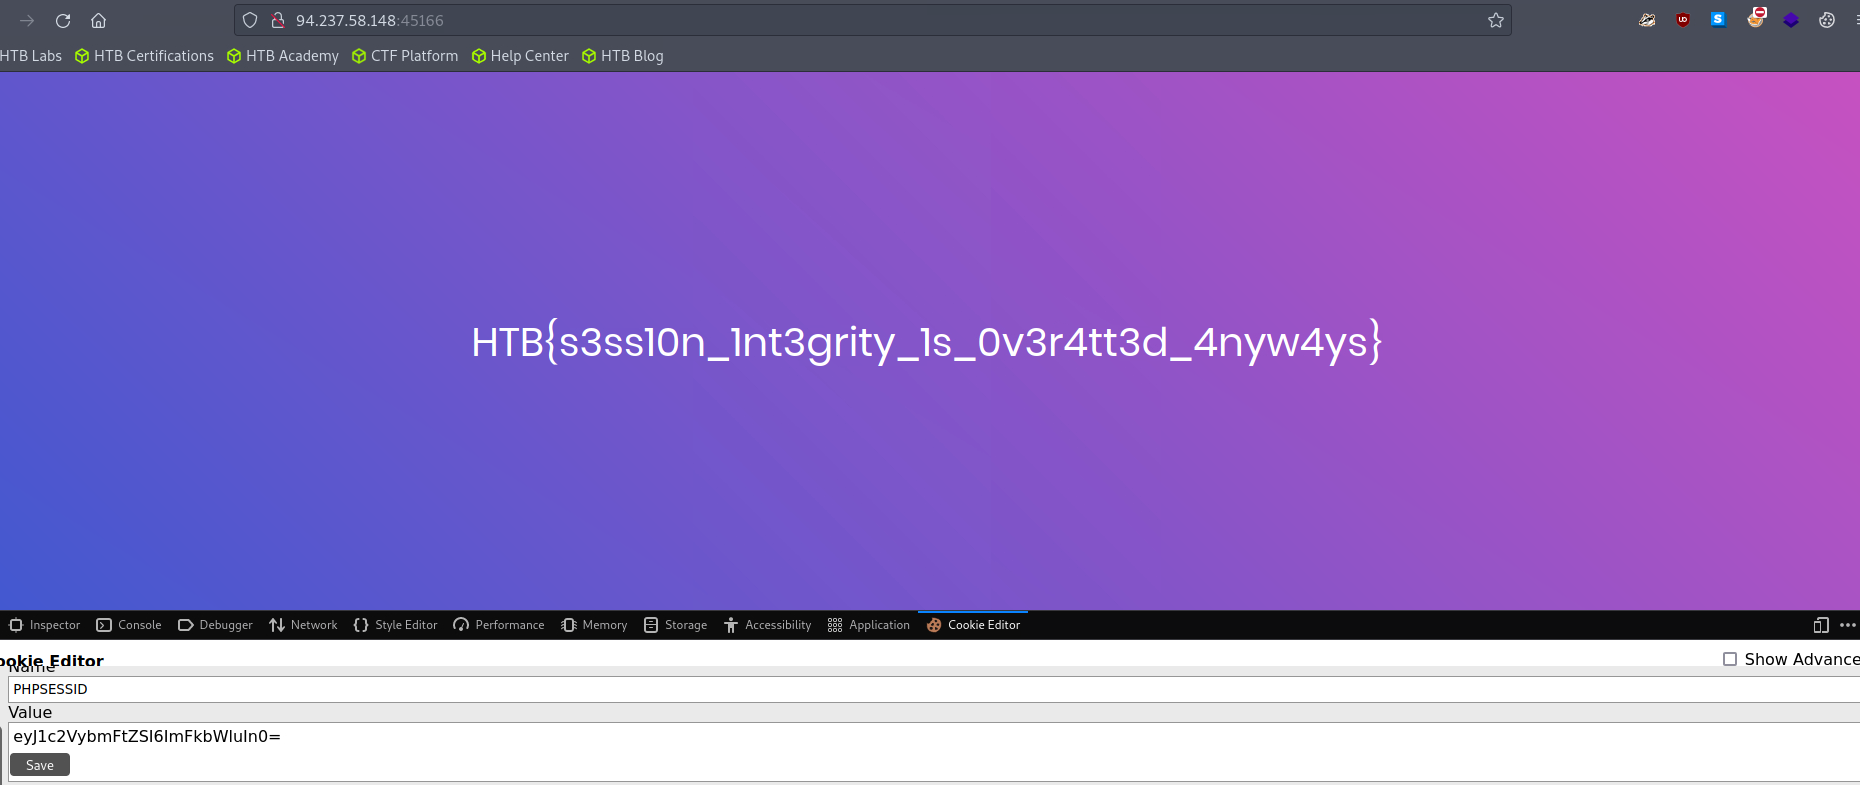 94.237.58.148:45166
HTB Labs HTB Certifications HTB Academy CTF Platform Help Center HTB Blog
HTB{s3ss10n_1nt3grity_1s_0v3r4tt3d_4nyw4ys}
Inspector Console Debugger Network Style Editor Performance Memory Storage Accessibility Application Cookie Editor
ookie Editor Show Advance
Name
PHPSESSID
Value
eyJ1c2VybmFtZSI6ImFkbWluIn0=
Save